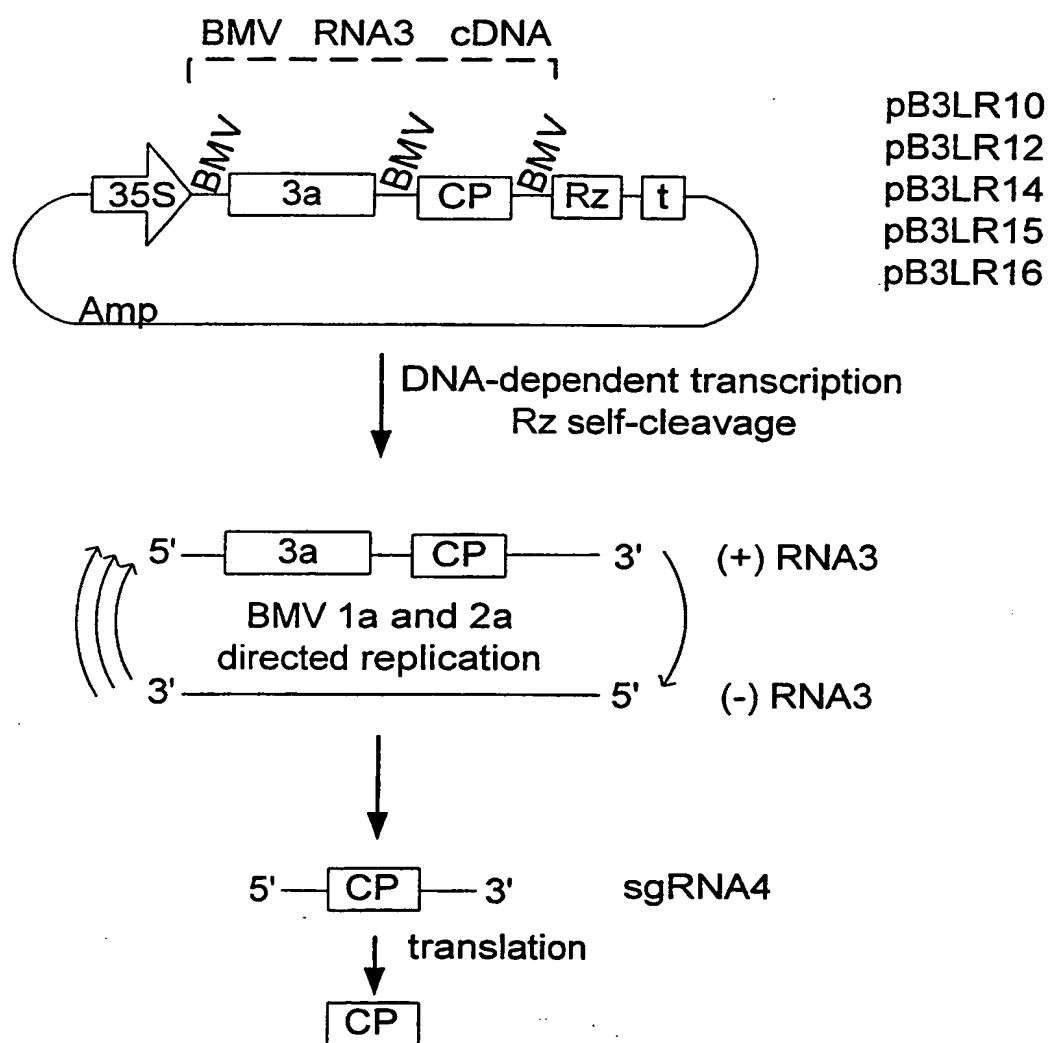 BMV RNA3 cDNA
pB3LR10
pB3LR12
pB3LR14
pB3LR15
pB3LR16
BMV BMV BMV
35S 3a CP Rz t
Amp
DNA-dependent transcription
Rz self-cleavage
5' 3a CP 3' (+) RNA3
BMV 1a and 2a
directed replication
3' 5' (-) RNA3
5' CP 3' sgRNA4
translation
CP